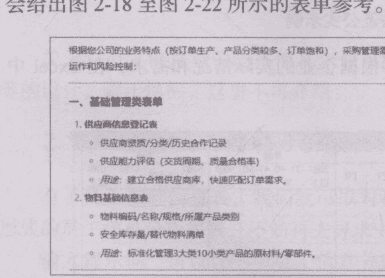 会给出图 2-18 至图 2-22 所示的表单参考。
根据您公司的业务特点（按订单生产、产品分类较多、订单饱和），采购管理需
运作和风险控制：
一、基础管理类表单
1. 供应商信息登记表
○ 供应商资质/分类/历史合作记录
○ 供应能力评估（交货周期、质量合格率）
○ 用途：建立合格供应商库，快速匹配订单需求。
2. 物料基础信息表
○ 物料编码/名称/规格/所属产品类别
○ 安全库存量/替代物料清单
○ 用途：标准化管理3大类10小类产品的原材料/零部件。